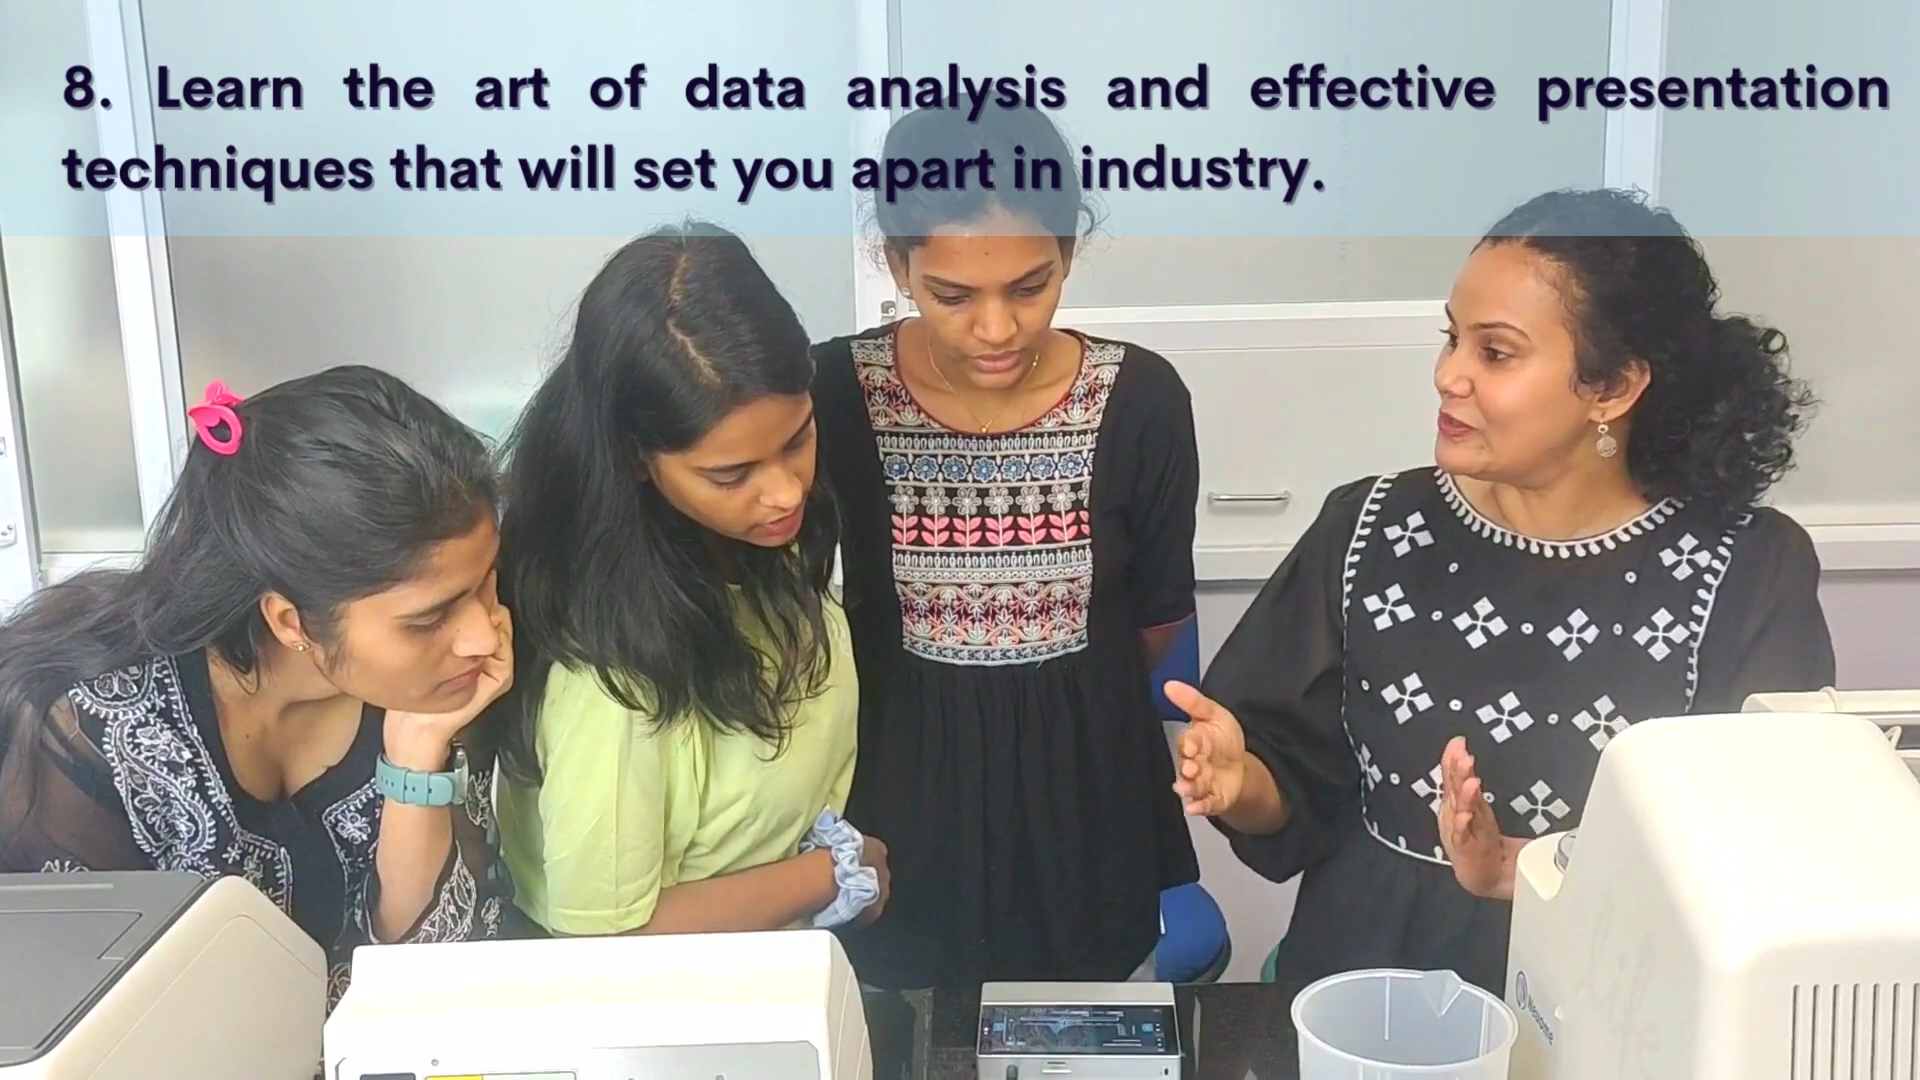 8. Learn the art of data analysis and effective presentation
techniques that will set you apart in industry.